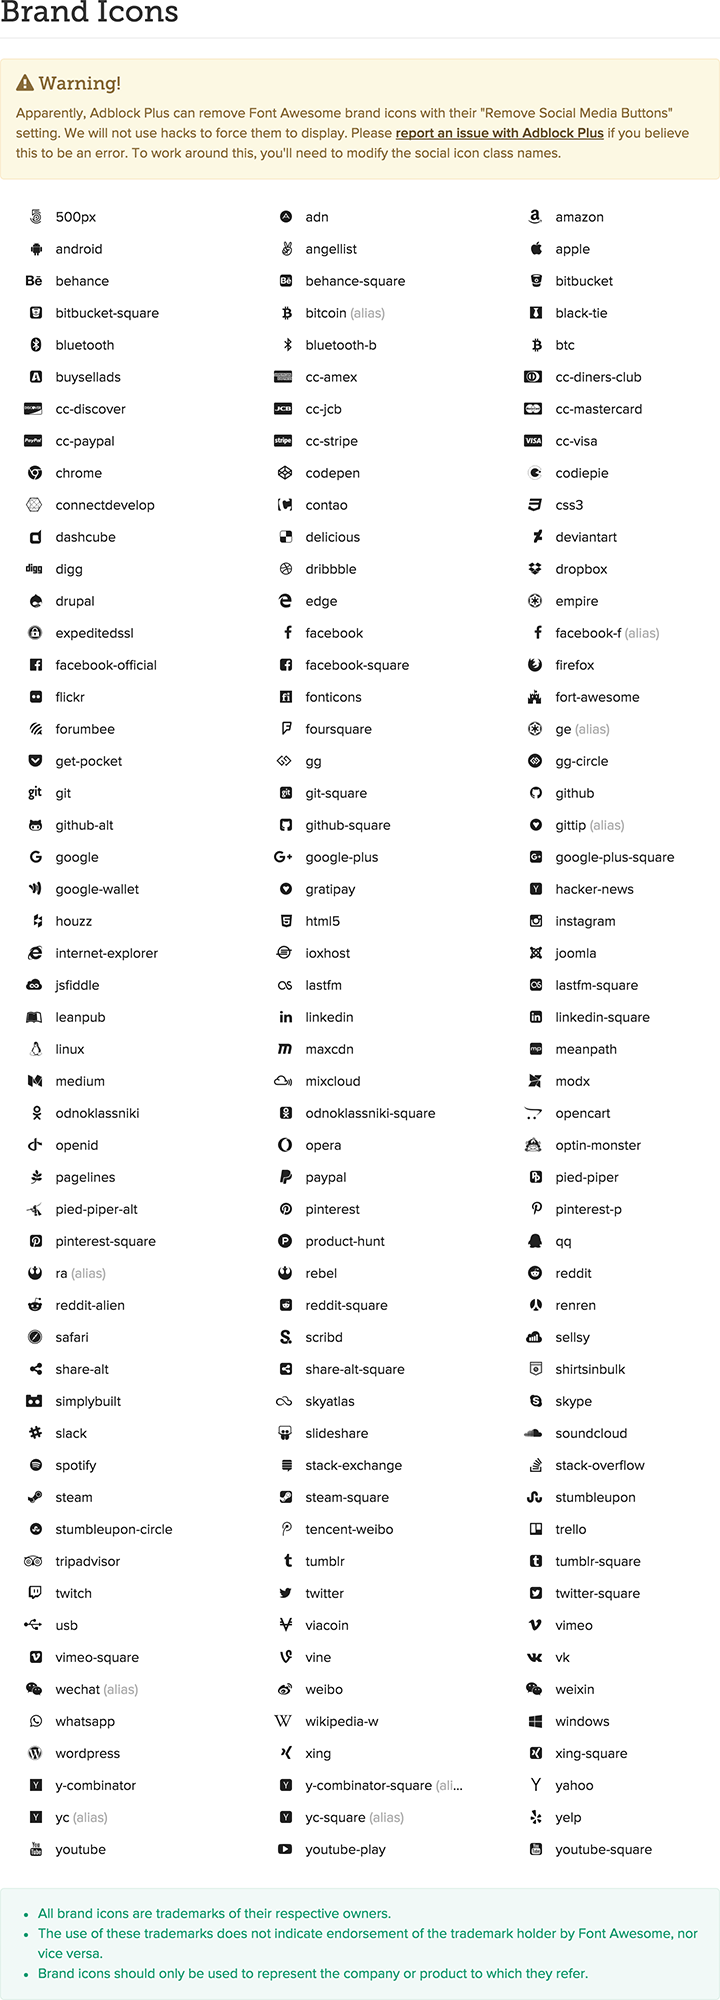 Brand Icons
Warning!
Apparently, Adblock Plus can remove Font Awesome brand icons with their "Remove Social Media Buttons"
setting. We will not use hacks to force them to display. Please report an issue with Adblock Plus if you believe
this to be an error. To work around this, you'll need to modify the social icon class names.
500px adn amazon
android angellist apple
behance behance-square bitbucket
bitbucket-square bitcoin (alias) black-tie
bluetooth bluetooth-b btc
buysellads cc-amex cc-diners-club
cc-discover cc-jcb cc-mastercard
cc-paypal cc-stripe cc-visa
chrome codepen codiepie
connectdevelop contao css3
dashcube delicious deviantart
digg dribbble dropbox
drupal edge empire
expeditedssl facebook facebook-f (alias)
facebook-official facebook-square firefox
flickr fonticons fort-awesome
forumbee foursquare ge (alias)
get-pocket gg gg-circle
git git-square github
github-alt github-square gittip (alias)
google google-plus google-plus-square
google-wallet gratipay hacker-news
houzz html5 instagram
internet-explorer ioxhost joomla
jsfiddle lastfm lastfm-square
leanpub linkedin linkedin-square
linux maxcdn meanpath
medium mixcloud modx
odnoklassniki odnoklassniki-square opencart
openid opera optin-monster
pagelines paypal pied-piper
pied-piper-alt pinterest pinterest-p
pinterest-square product-hunt qq
ra (alias) rebel reddit
reddit-alien reddit-square renren
safari scribd sellsy
share-alt share-alt-square shirtsinbulk
simplybuilt skyatlas skype
slack slideshare soundcloud
spotify stack-exchange stack-overflow
steam steam-square stumbleupon
stumbleupon-circle tencent-weibo trello
tripadvisor tumblr tumblr-square
twitch twitter twitter-square
usb viacoin vimeo
vimeo-square vine vk
wechat (alias) weibo weixin
whatsapp wikipedia-w windows
wordpress xing xing-square
y-combinator y-combinator-square (ali... yahoo
yc (alias) yc-square (alias) yelp
youtube youtube-play youtube-square
• All brand icons are trademarks of their respective owners.
• The use of these trademarks does not indicate endorsement of the trademark holder by Font Awesome, nor
vice versa.
• Brand icons should only be used to represent the company or product to which they refer.